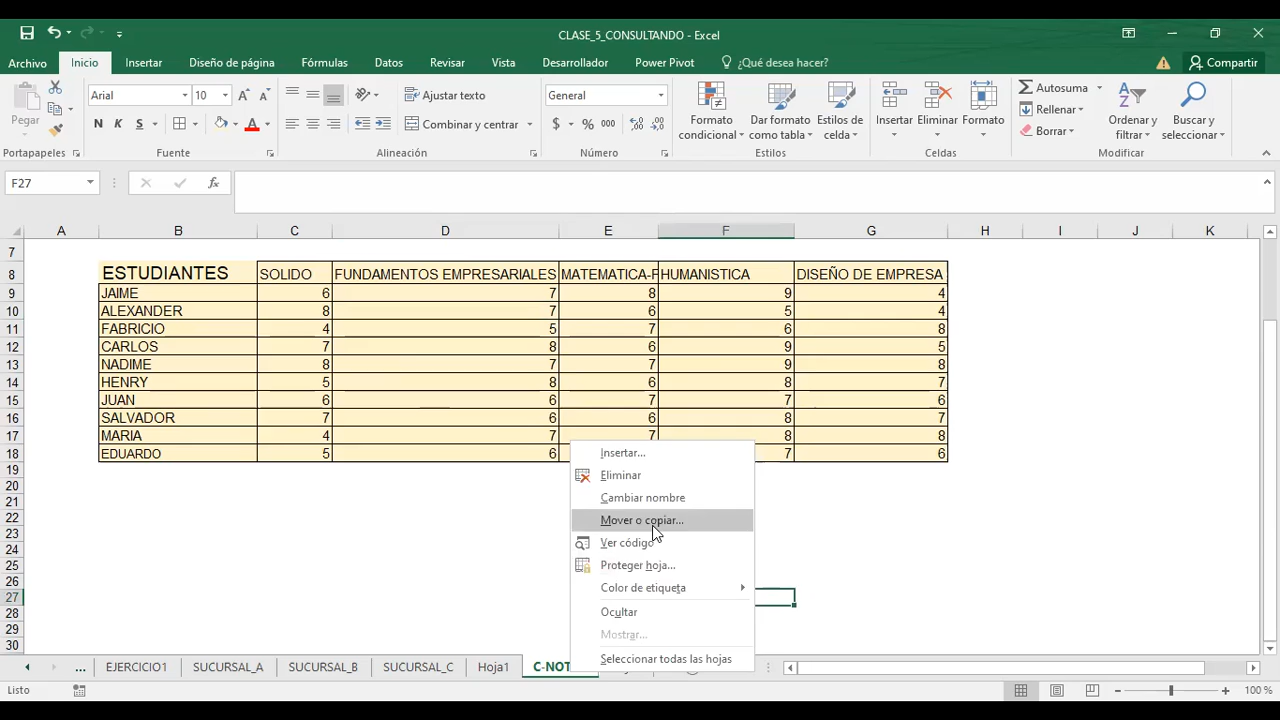 CLASE_5_CONSULTANDO - Excel
Archivo Inicio Insertar Diseño de página Fórmulas Datos Vista Revisar Desarrollador Power Pivot ¿Qué desea hacer? Compartir
Pegar
Arial 10
N K S
Ajustar texto
Combinar y centrar
General
$ % 000
Formato condicional
Dar formato como tabla
Estilos de celda
Insertar Eliminar Formato
Autosuma
Rellenar
Borrar
Ordenar y filtrar
Buscar y seleccionar
Portapapeles Fuente Alineación Número Estilos Celdas Modificar
F27 fx
A B C D E F G H I J K
7
8 ESTUDIANTES SOLIDO FUNDAMENTOS EMPRESARIALES MATEMATICA-F HUMANISTICA DISEÑO DE EMPRESA
9 JAIME 6 7 8 9 4
10 ALEXANDER 8 7 6 5 4
11 FABRICIO 4 5 7 6 8
12 CARLOS 7 8 6 9 5
13 NADIME 8 7 7 9 8
14 HENRY 5 8 6 8 7
15 JUAN 6 6 7 7 6
16 SALVADOR 7 6 6 8 7
17 MARIA 4 7 7 8 8
18 EDUARDO 5 6 7 6
19
20
21
22
23
24
25
26
27
28
29
30
Insertar...
Eliminar
Cambiar nombre
Mover o copiar...
Ver código
Proteger hoja...
Color de etiqueta
Ocultar
Mostrar...
Seleccionar todas las hojas
... EJERCICIO1 SUCURSAL_A SUCURSAL_B SUCURSAL_C Hoja1 C-NOT
Listo 100 %